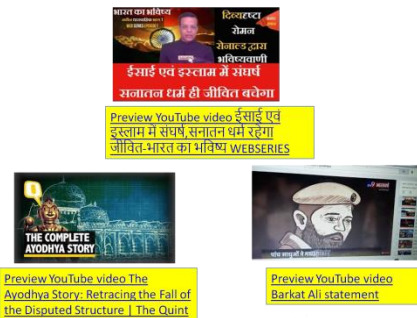 भारत का भविष्य
दिव्यदृष्टा
रोमन
रोनाल्ड द्वारा
भविष्यवाणी
ईसाई एवं इस्लाम में संघर्ष
सनातन धर्म ही जीवित बचेगा
Preview YouTube video ईसाई एवं
इस्लाम में संघर्ष,सनातन धर्म रहेगा
जीवित-भारत का भविष्य WEBSERIES
Q
THE COMPLETE
AYODHYA STORY
Preview YouTube video The
Ayodhya Story: Retracing the Fall of
the Disputed Structure | The Quint
पांच साधुओं ने
Preview YouTube video
Barkat Ali statement